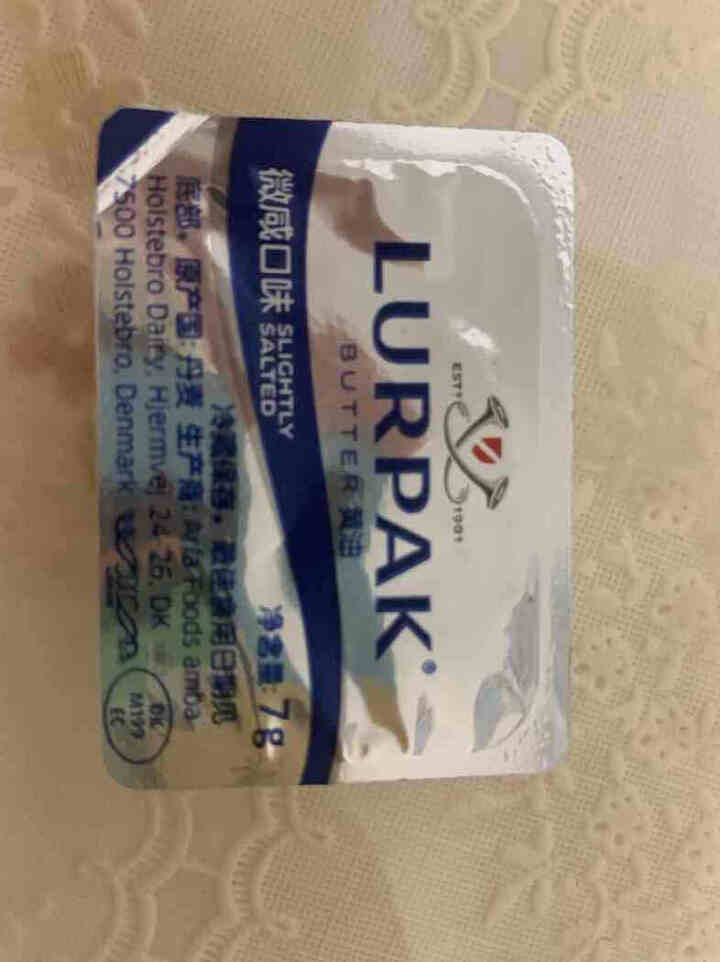 ESTᴰ 1901
LURPAK®
BUTTER 黄油
微咸口味 SLIGHTLY
SALTED
净含量: 7g
冷藏保存。最佳食用日期见
底部。原产国: 丹麦 生产商: Arla Foods amba
Holstebro Dairy, Hjermvej 24-26, DK
7500 Holstebro, Denmark
DK
M199
EC